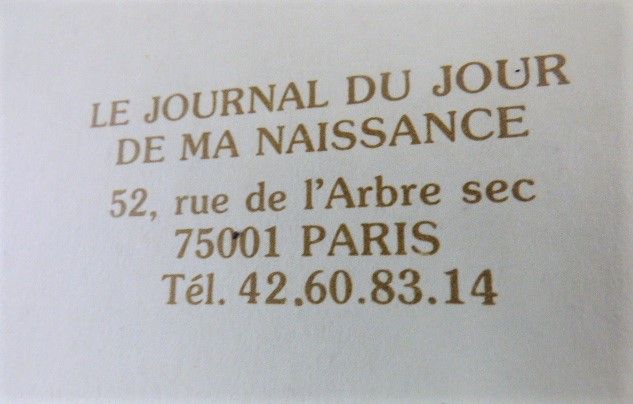 LE JOURNAL DU JOUR
DE MA NAISSANCE
52, rue de l'Arbre sec
75001 PARIS
Tél. 42.60.83.14